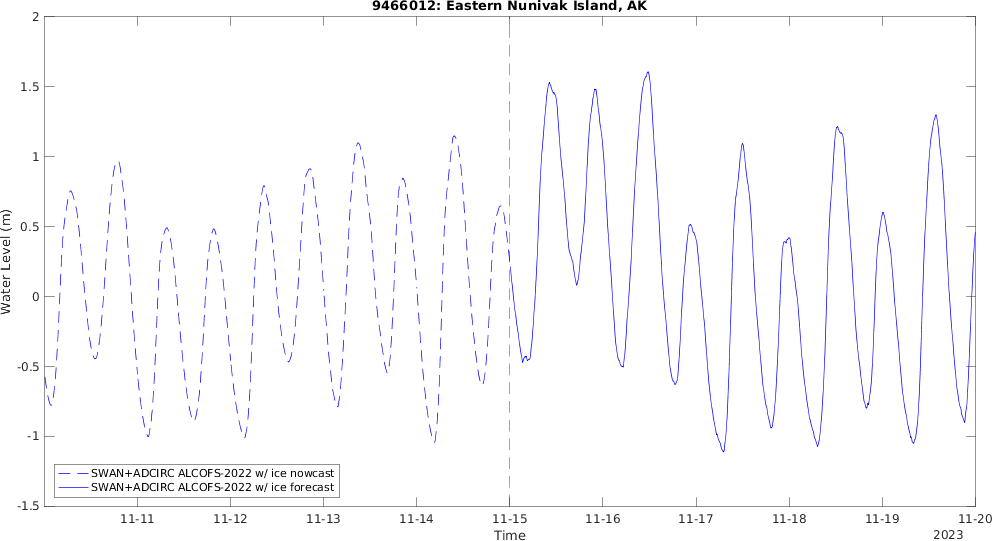 9466012: Eastern Nunivak Island, AK
2
1.5
1
0.5
0
-0.5
-1
-1.5
Water Level (m)
SWAN+ADCIRC ALCOFS-2022 w/ ice nowcast
SWAN+ADCIRC ALCOFS-2022 w/ ice forecast
11-11 11-12 11-13 11-14 11-15 11-16 11-17 11-18 11-19 11-20
Time
2023